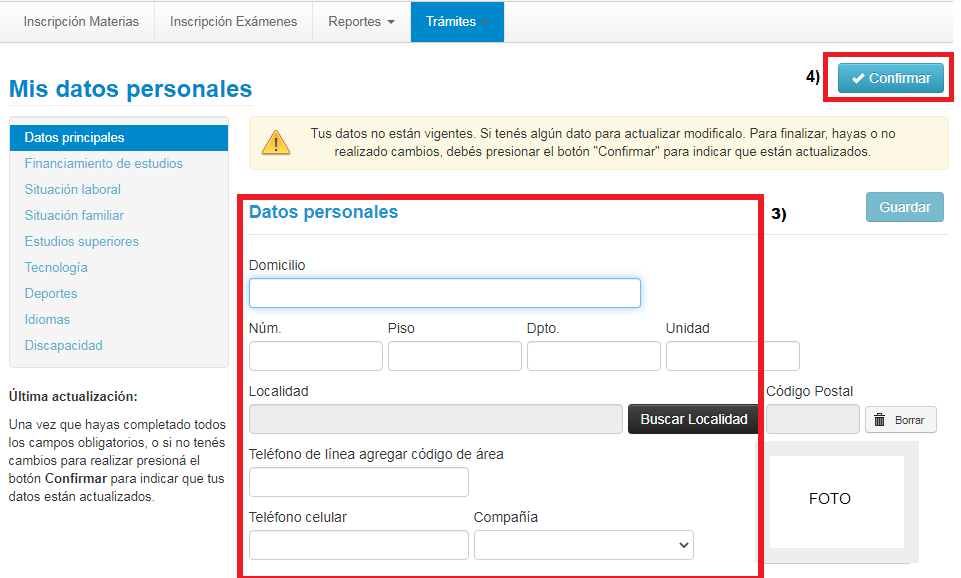 Inscripción Materias Inscripción Exámenes Reportes Trámites
4) Confirmar
Mis datos personales
Datos principales
Financiamiento de estudios
Situación laboral
Situación familiar
Estudios superiores
Tecnología
Deportes
Idiomas
Discapacidad
Última actualización:
Una vez que hayas completado todos
los campos obligatorios, o si no tenés
cambios para realizar presioná el
botón Confirmar para indicar que tus
datos están actualizados.
Tus datos no están vigentes. Si tenés algún dato para actualizar modificalo. Para finalizar, hayas o no
realizado cambios, debés presionar el botón "Confirmar" para indicar que están actualizados.
Datos personales 3) Guardar
Domicilio
Núm. Piso Dpto. Unidad
Localidad Código Postal
Buscar Localidad Borrar
Teléfono de línea agregar código de área
FOTO
Teléfono celular Compañía